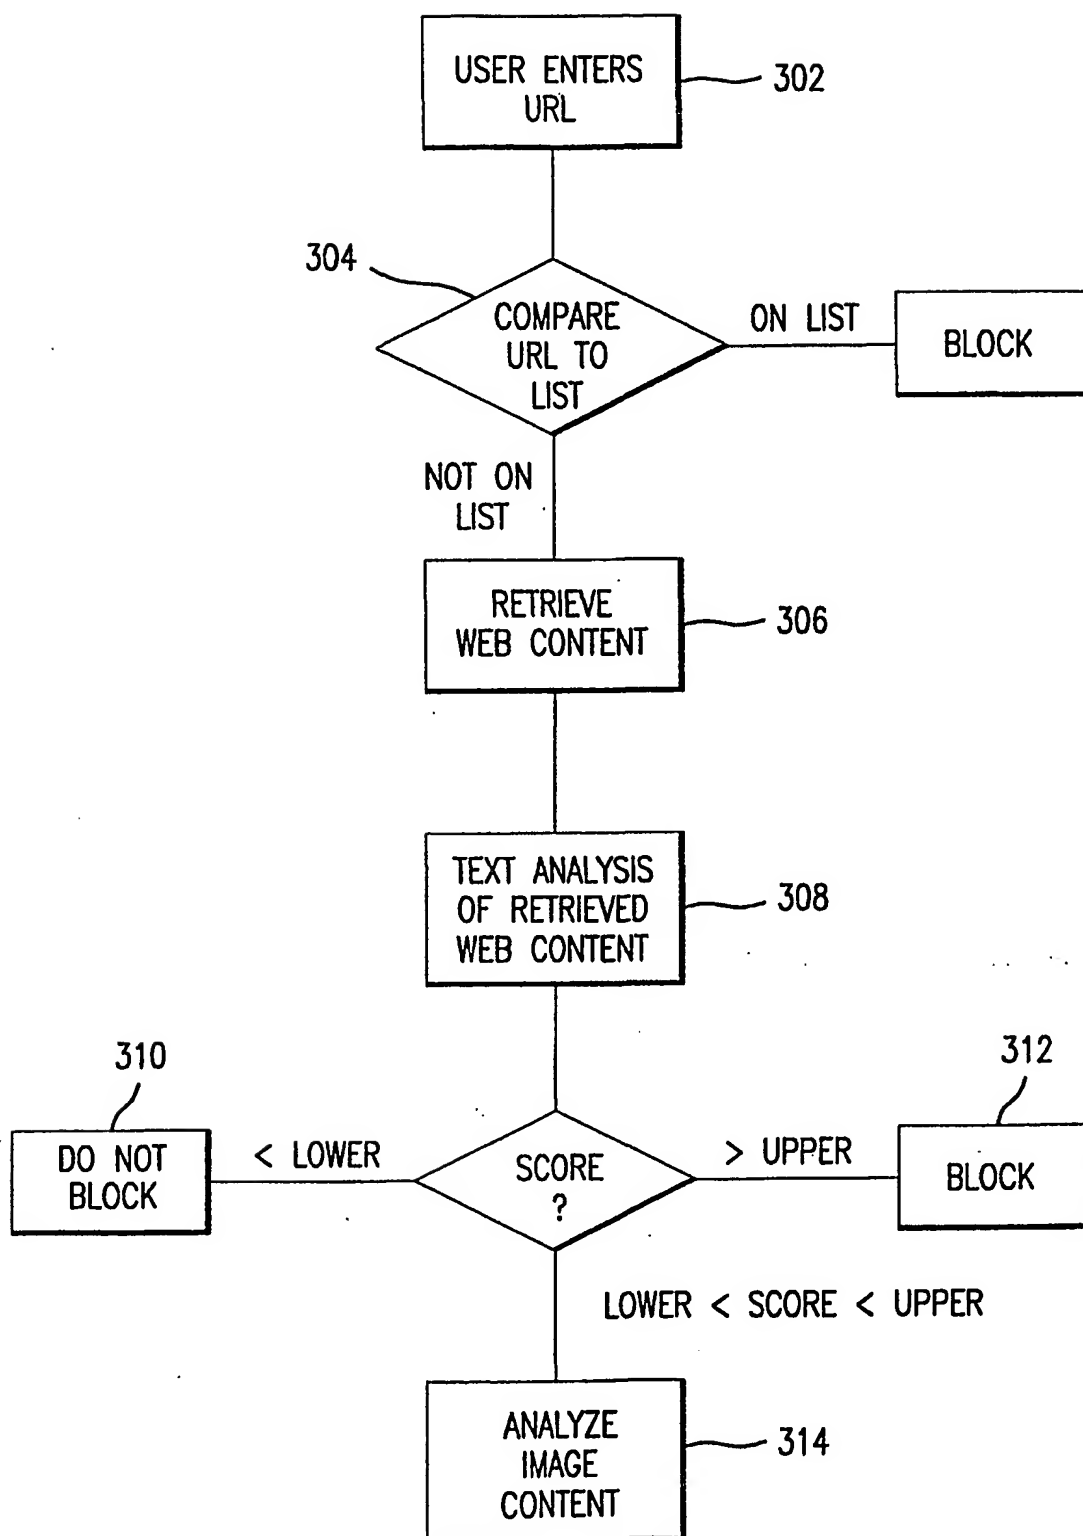 USER ENTERS
URL
302
304
COMPARE
URL TO
LIST
ON LIST
BLOCK
NOT ON
LIST
RETRIEVE
WEB CONTENT
306
TEXT ANALYSIS
OF RETRIEVED
WEB CONTENT
308
310
312
DO NOT
BLOCK
< LOWER
SCORE
?
> UPPER
BLOCK
LOWER < SCORE < UPPER
ANALYZE
IMAGE
CONTENT
314